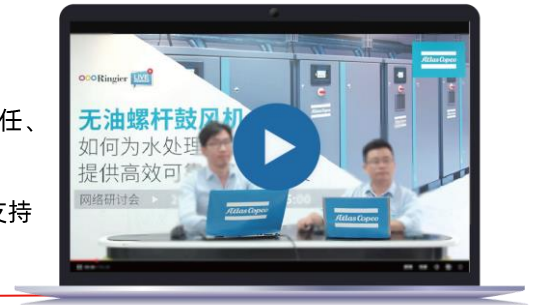 Ringier LIVE
Atlas Copco
任、
无油螺杆鼓风机
如何为水处理
提供高效可靠
支持
网络研讨会
Atlas Copco
Atlas Copco